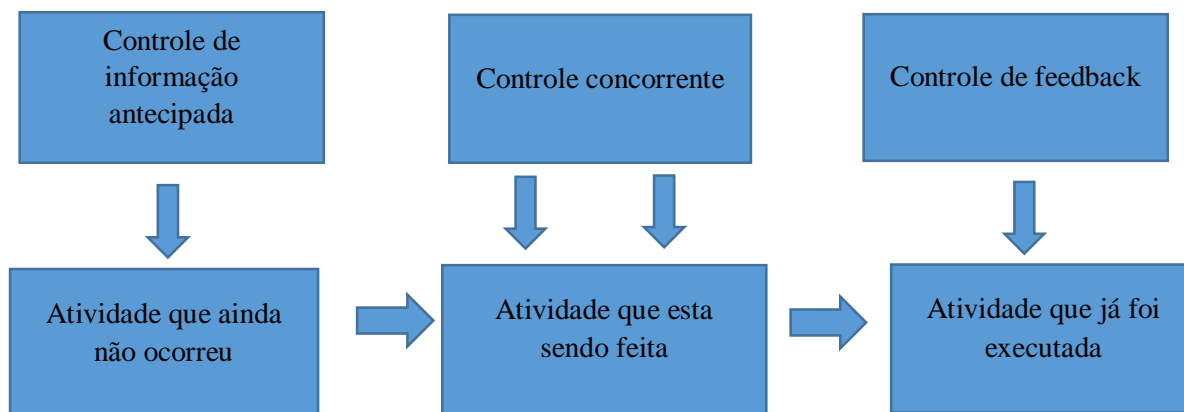 Controle de
informação
antecipada
Controle concorrente
Controle de feedback
Atividade que ainda
não ocorreu
Atividade que esta
sendo feita
Atividade que já foi
executada